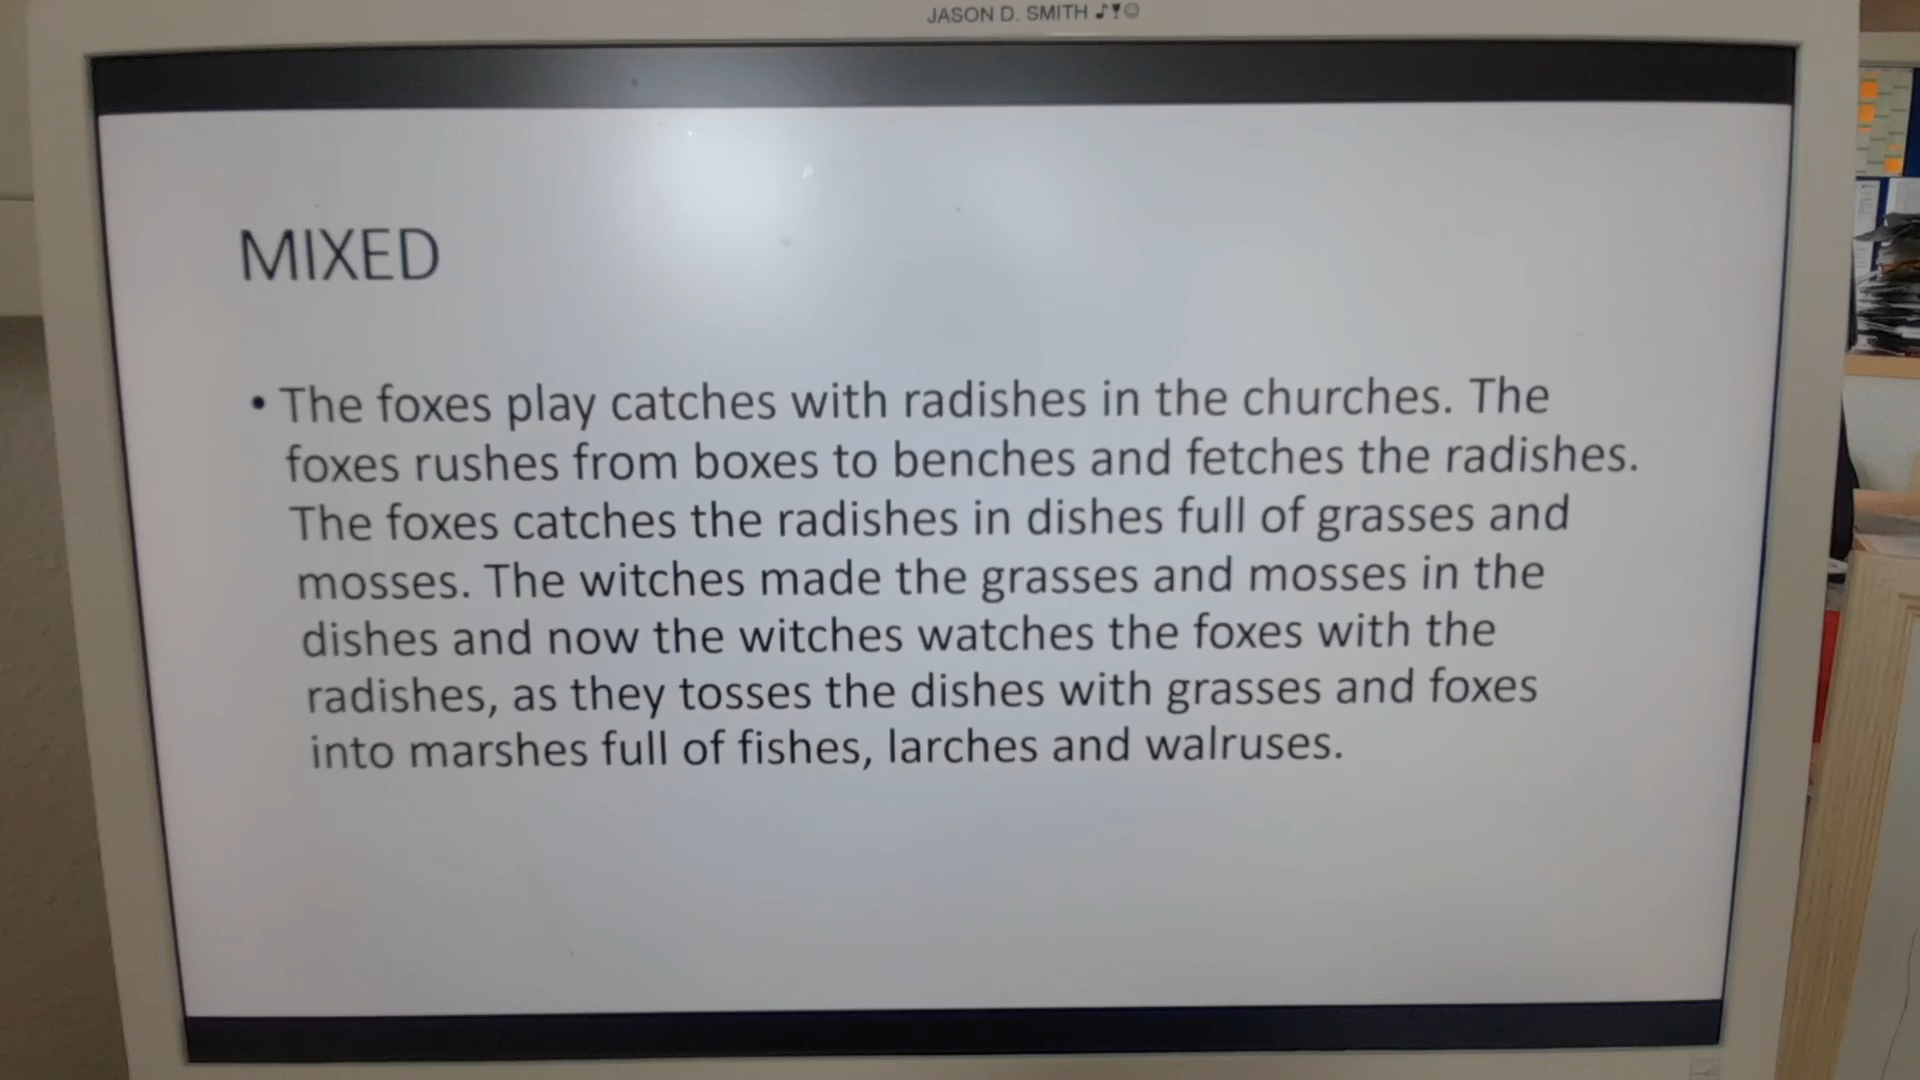 JASON D. SMITH ♪❣☺
MIXED
• The foxes play catches with radishes in the churches. The
foxes rushes from boxes to benches and fetches the radishes.
The foxes catches the radishes in dishes full of grasses and
mosses. The witches made the grasses and mosses in the
dishes and now the witches watches the foxes with the
radishes, as they tosses the dishes with grasses and foxes
into marshes full of fishes, larches and walruses.